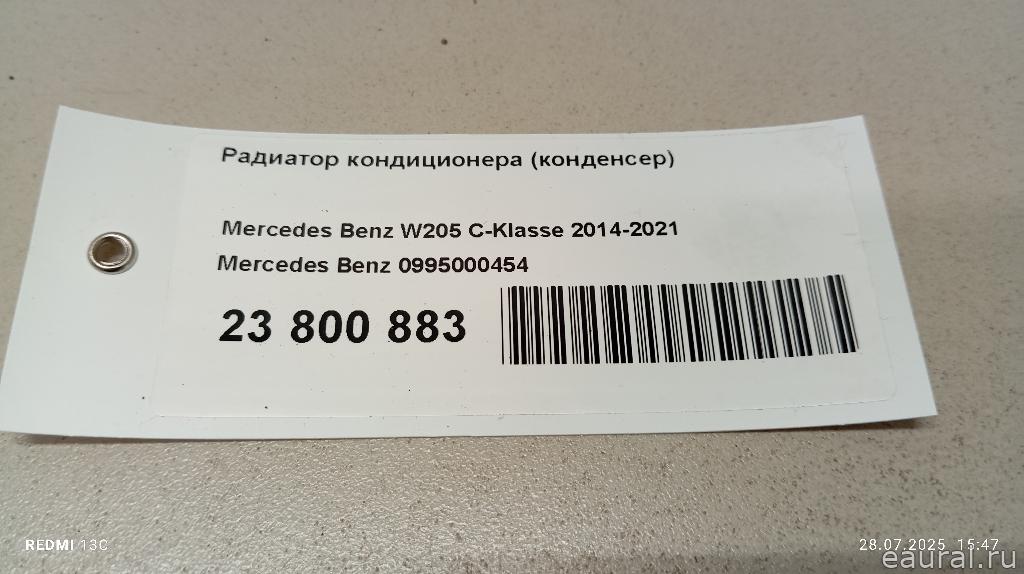 Радиатор кондиционера (конденсер)
Mercedes Benz W205 C-Klasse 2014-2021
Mercedes Benz 0995000454
23 800 883
REDMI 13C
28.07.2025 15:47
eaural.ru